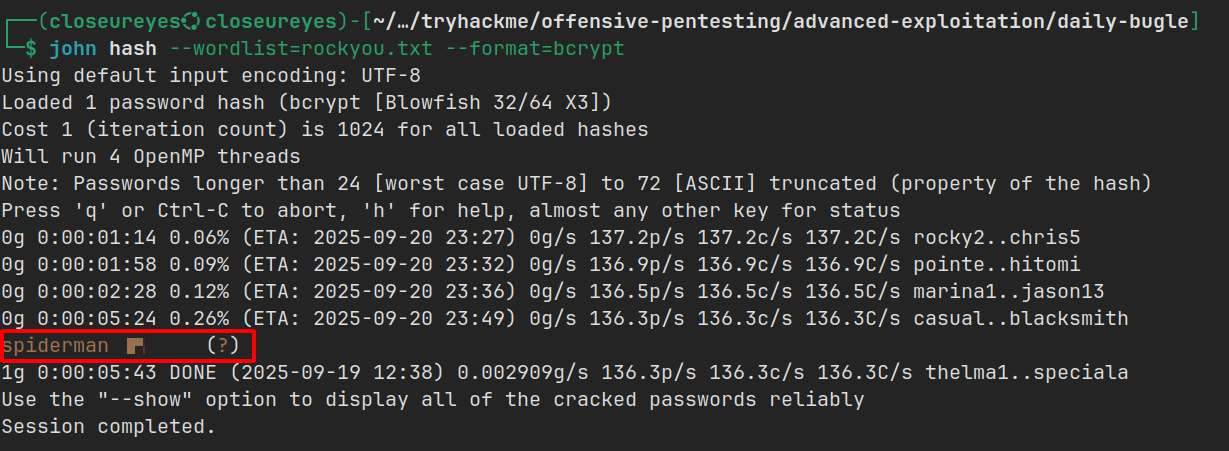 ┌──(closeureyes㉿closeureyes)-[~/…/tryhackme/offensive-pentesting/advanced-exploitation/daily-bugle]
└─$ john hash --wordlist=rockyou.txt --format=bcrypt
Using default input encoding: UTF-8
Loaded 1 password hash (bcrypt [Blowfish 32/64 X3])
Cost 1 (iteration count) is 1024 for all loaded hashes
Will run 4 OpenMP threads
Note: Passwords longer than 24 [worst case UTF-8] to 72 [ASCII] truncated (property of the hash)
Press 'q' or Ctrl-C to abort, 'h' for help, almost any other key for status
0g 0:00:01:14 0.06% (ETA: 2025-09-20 23:27) 0g/s 137.2p/s 137.2c/s 137.2C/s rocky2..chris5
0g 0:00:01:58 0.09% (ETA: 2025-09-20 23:32) 0g/s 136.9p/s 136.9c/s 136.9C/s pointe..hitomi
0g 0:00:02:28 0.12% (ETA: 2025-09-20 23:36) 0g/s 136.5p/s 136.5c/s 136.5C/s marina1..jason13
0g 0:00:05:24 0.26% (ETA: 2025-09-20 23:49) 0g/s 136.3p/s 136.3c/s 136.3C/s casual..blacksmith
spiderman (?)
1g 0:00:05:43 DONE (2025-09-19 12:38) 0.002909g/s 136.3p/s 136.3c/s 136.3C/s thelma1..speciala
Use the "--show" option to display all of the cracked passwords reliably
Session completed.